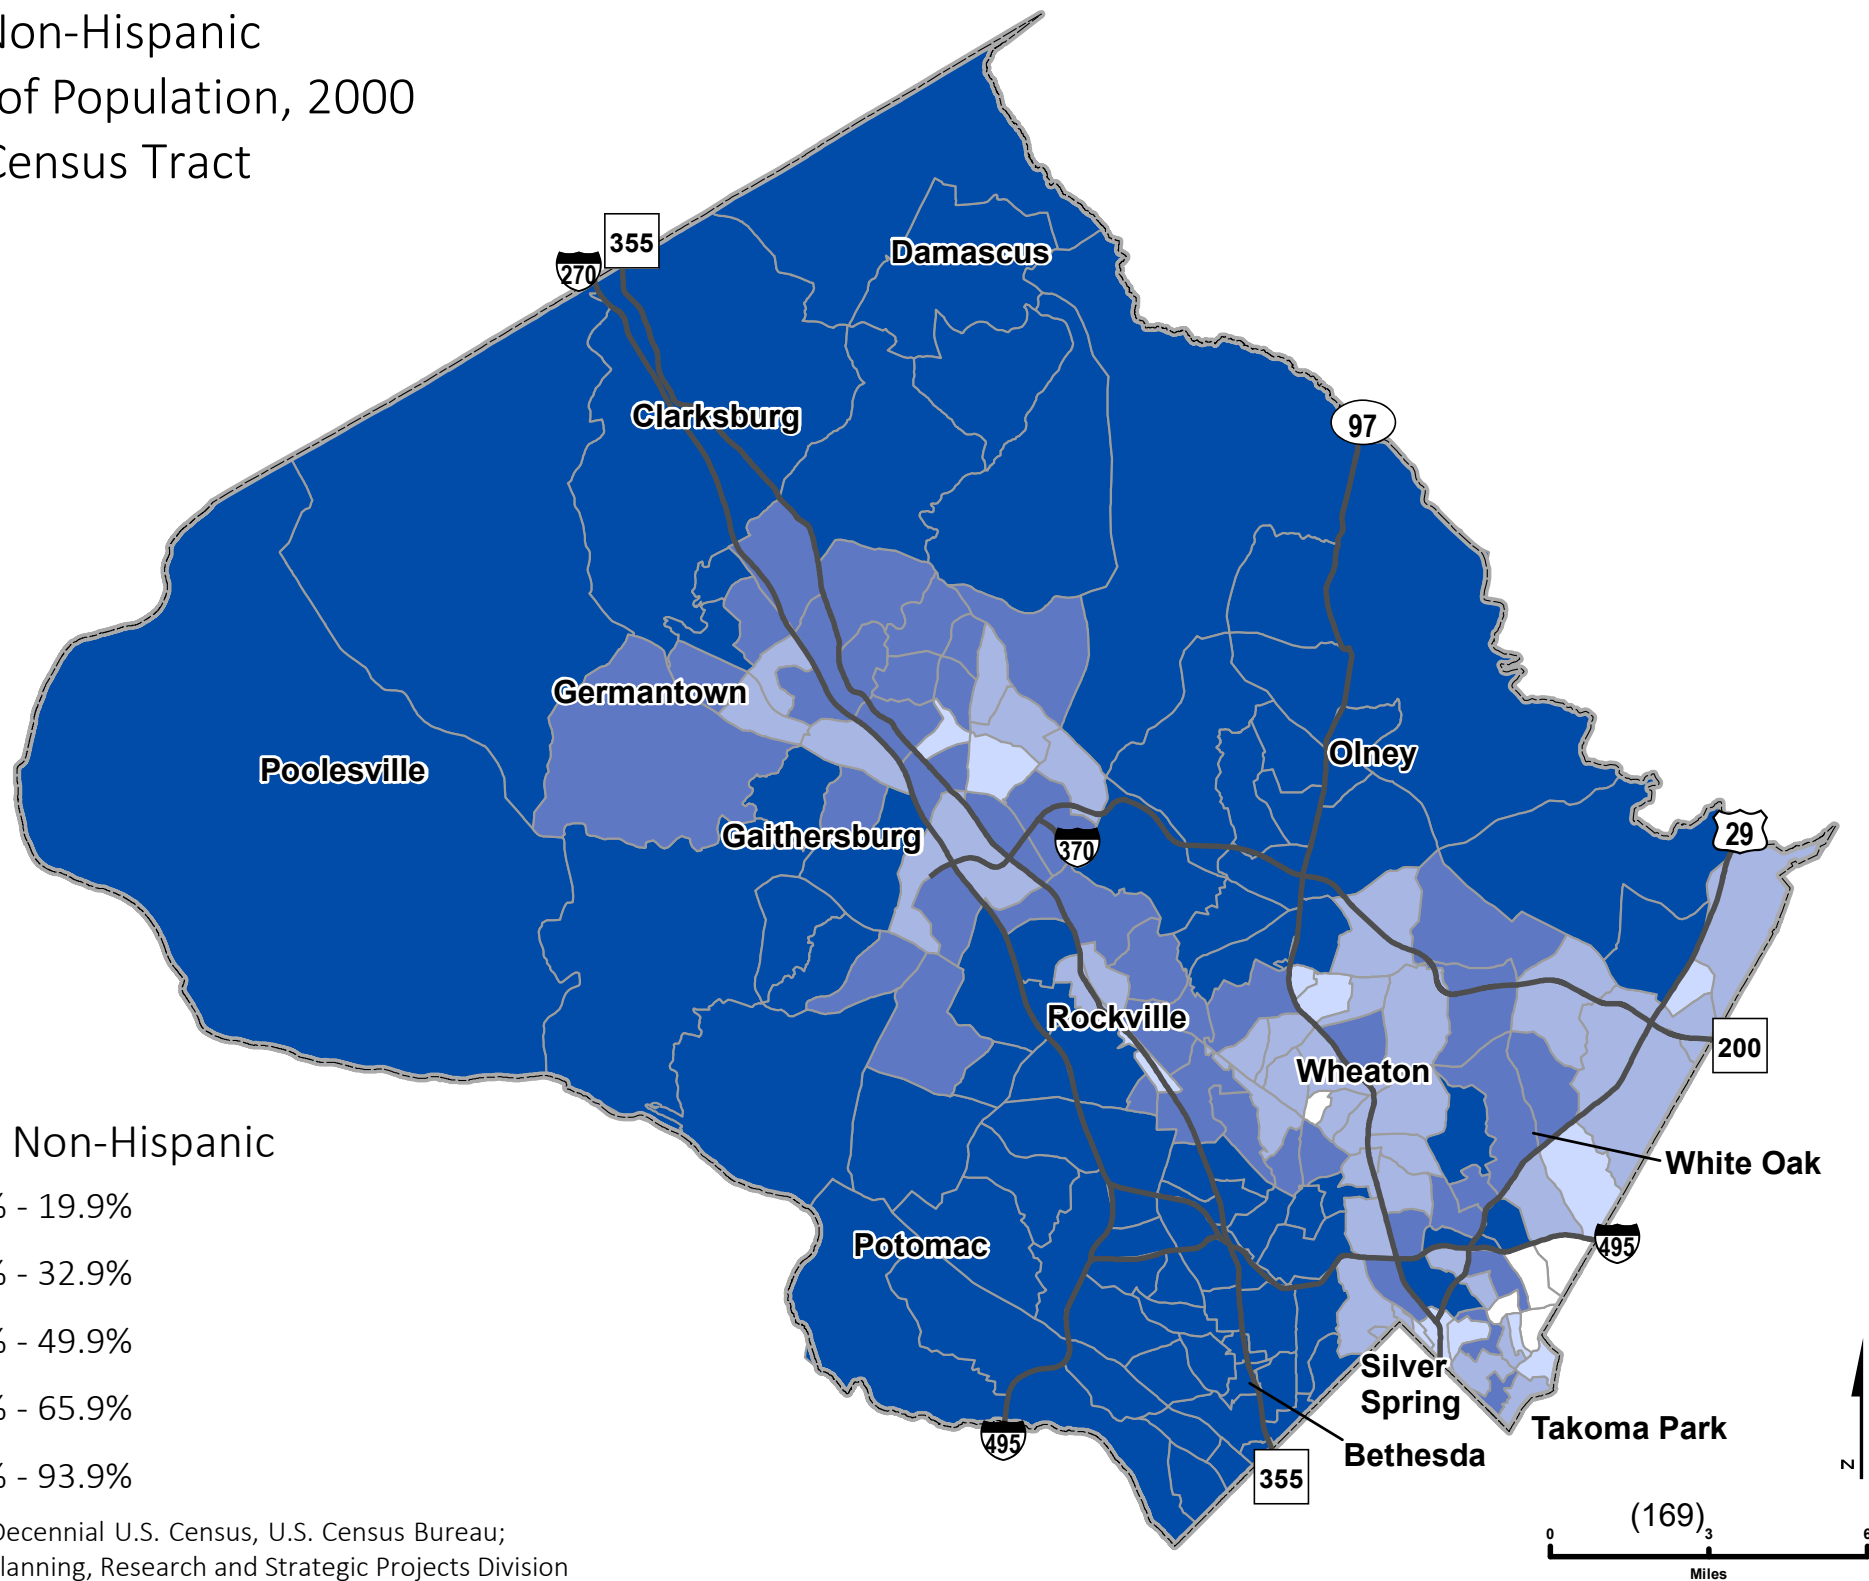 Non-Hispanic
of Population, 2000
Census Tract
355
270
Damascus
Clarksburg
97
Germantown
Olney
Poolesville
29
Gaithersburg
370
Rockville
200
Wheaton
Non-Hispanic
White Oak
% - 19.9%
Potomac
495
% - 32.9%
% - 49.9%
Silver
Spring
% - 65.9%
Takoma Park
495
Bethesda
% - 93.9%
355
N
(169)
0 3 6
Miles
Decennial U.S. Census, U.S. Census Bureau;
lanning, Research and Strategic Projects Division